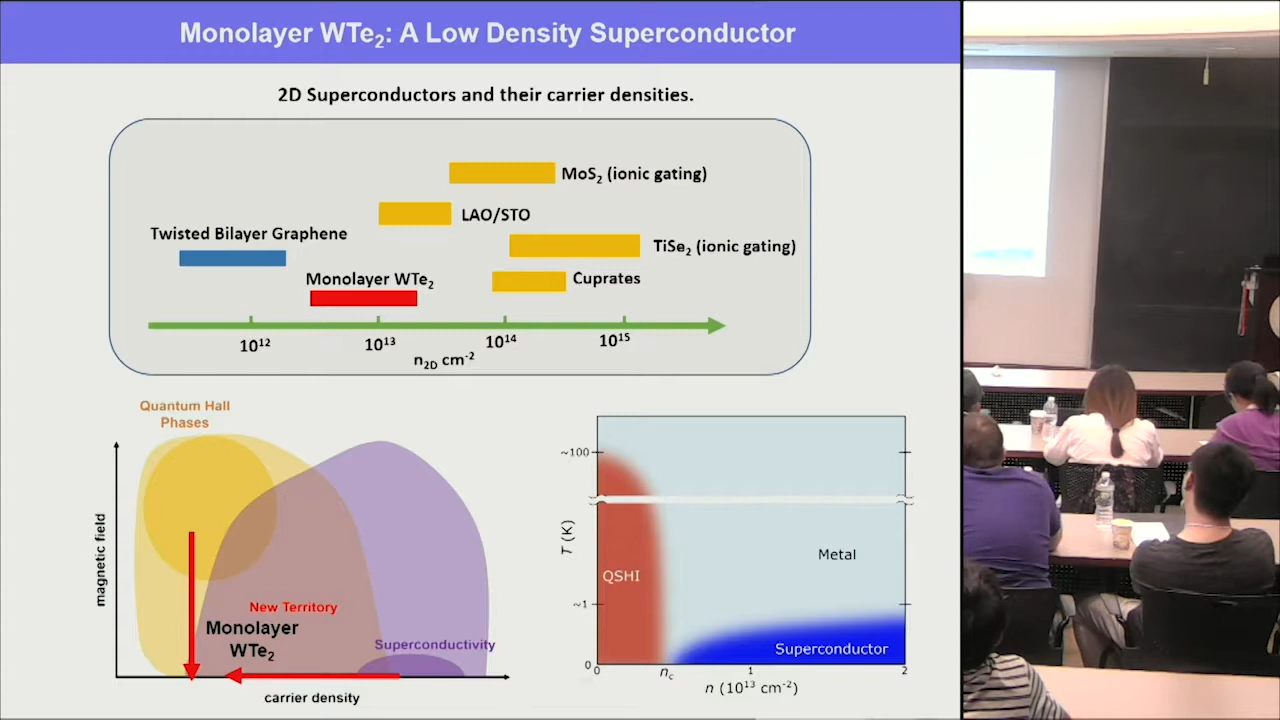 Monolayer WTe₂: A Low Density Superconductor
2D Superconductors and their carrier densities.
MoS₂ (ionic gating)
LAO/STO
Twisted Bilayer Graphene
TiSe₂ (ionic gating)
Monolayer WTe₂
Cuprates
10¹² 10¹³ 10¹⁴ 10¹⁵
n₂D cm⁻²
Quantum Hall
Phases
magnetic field
New Territory
Monolayer
WTe₂
Superconductivity
carrier density
~100
T (K)
Metal
QSHI
~1
Superconductor
0
0 n꜀ 1 2
n (10¹³ cm⁻²)